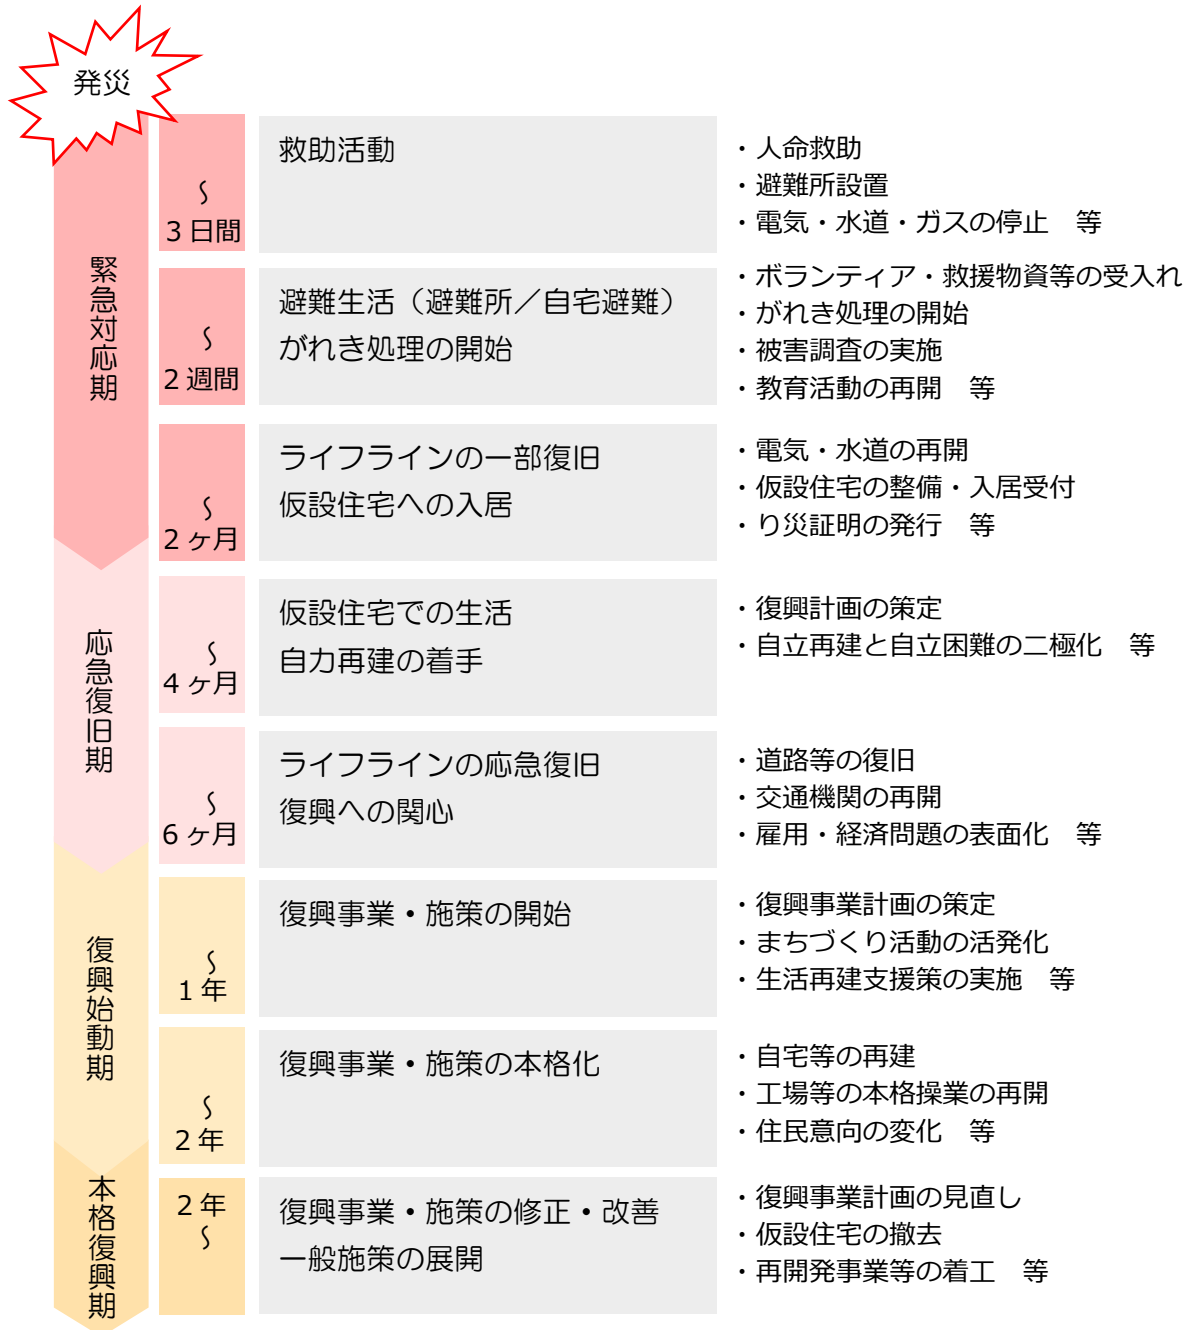 発災
緊急対応期
～
3日間
救助活動
・人命救助
・避難所設置
・電気・水道・ガスの停止　等
～
2週間
避難生活（避難所／自宅避難）
がれき処理の開始
・ボランティア・救援物資等の受入れ
・がれき処理の開始
・被害調査の実施
・教育活動の再開　等
～
2ヶ月
ライフラインの一部復旧
仮設住宅への入居
・電気・水道の再開
・仮設住宅の整備・入居受付
・り災証明の発行　等
応急復旧期
～
4ヶ月
仮設住宅での生活
自力再建の着手
・復興計画の策定
・自立再建と自立困難の二極化　等
～
6ヶ月
ライフラインの応急復旧
復興への関心
・道路等の復旧
・交通機関の再開
・雇用・経済問題の表面化　等
復興始動期
～
1年
復興事業・施策の開始
・復興事業計画の策定
・まちづくり活動の活発化
・生活再建支援策の実施　等
～
2年
復興事業・施策の本格化
・自宅等の再建
・工場等の本格操業の再開
・住民意向の変化　等
本格復興期
2年
～
復興事業・施策の修正・改善
一般施策の展開
・復興事業計画の見直し
・仮設住宅の撤去
・再開発事業等の着工　等